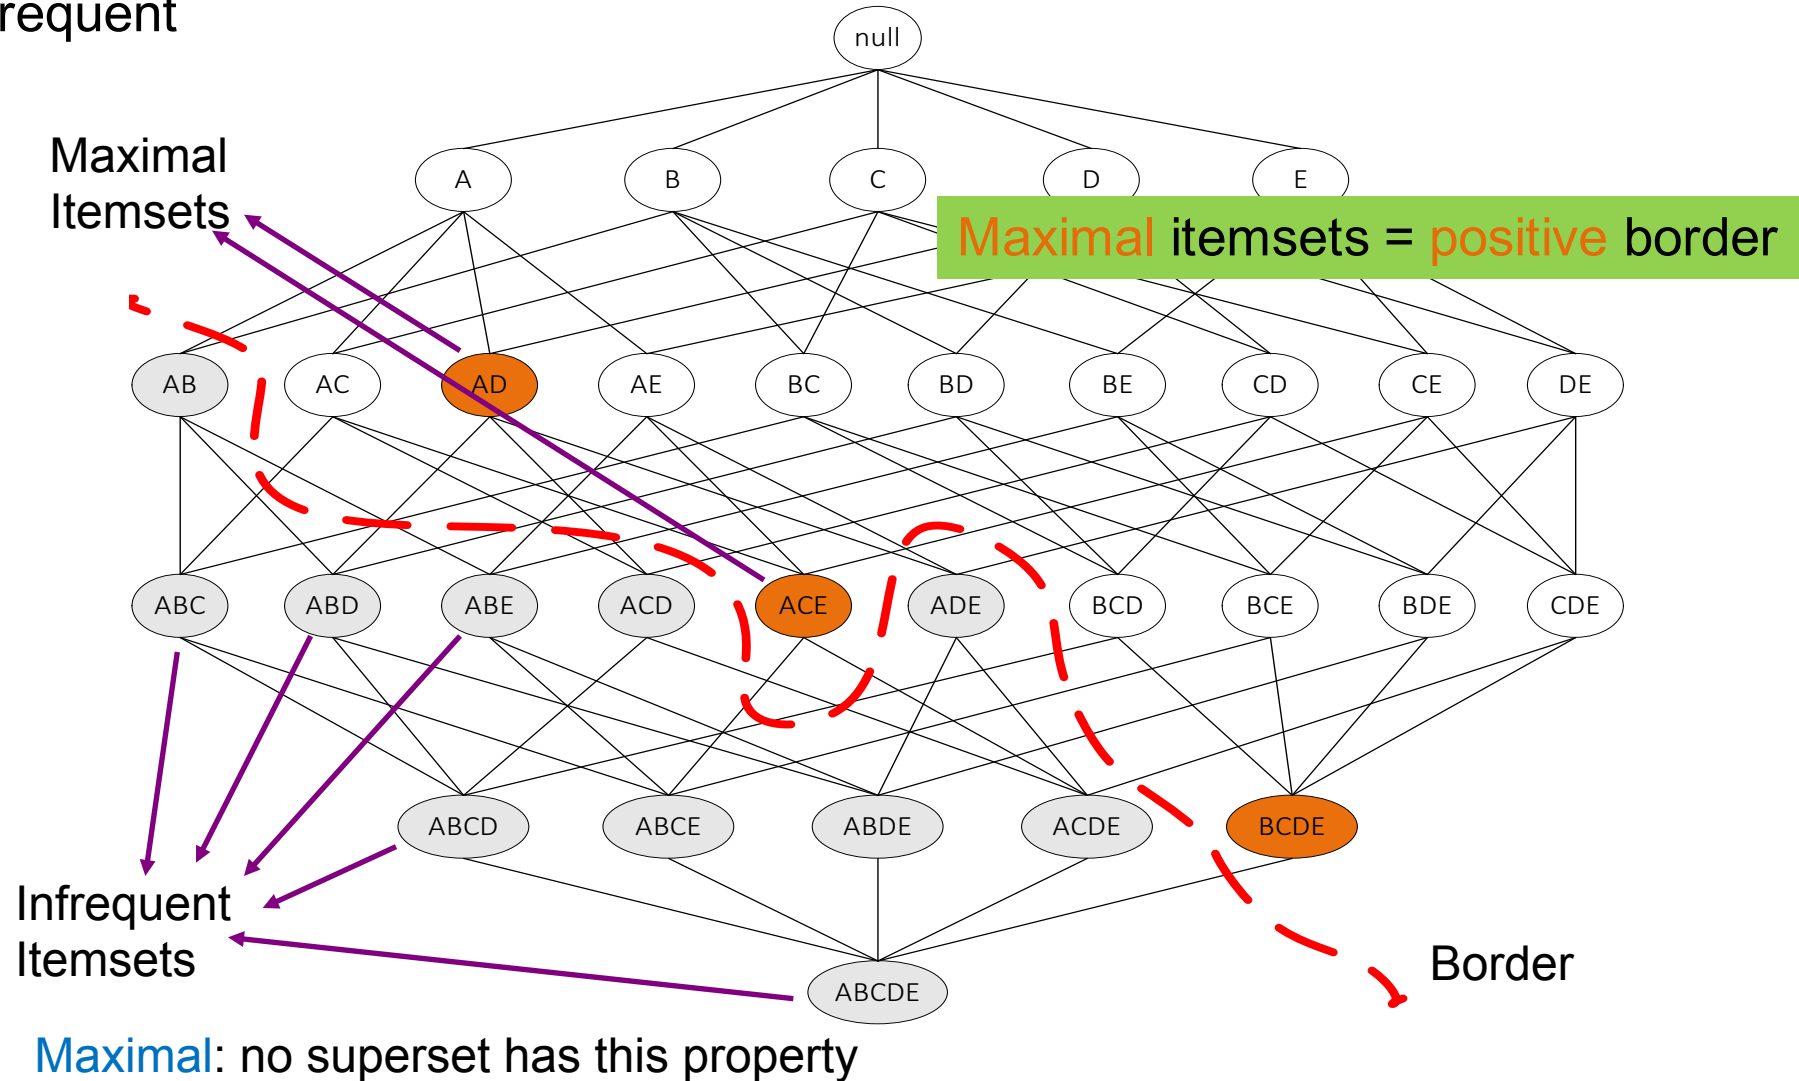 requent
null
Maximal
Itemsets
A B C D E
Maximal itemsets = positive border
AB AC AD AE BC BD BE CD CE DE
ABC ABD ABE ACD ACE ADE BCD BCE BDE CDE
ABCD ABCE ABDE ACDE BCDE
Infrequent
Itemsets
Border
ABCDE
Maximal: no superset has this property